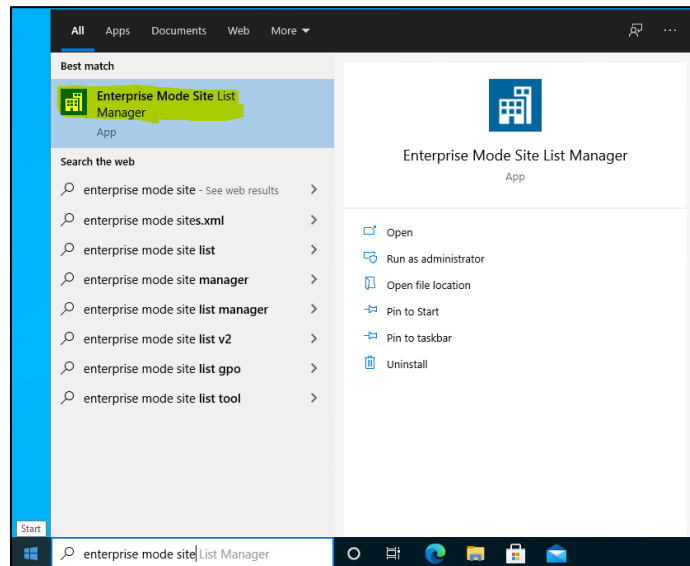 All Apps Documents Web More
Best match
Enterprise Mode Site List
Manager
App
Search the web
enterprise mode site - See web results
enterprise mode sites.xml
enterprise mode site list
enterprise mode site manager
enterprise mode site list manager
enterprise mode site list v2
enterprise mode site list gpo
enterprise mode site list tool
Enterprise Mode Site List Manager
App
Open
Run as administrator
Open file location
Pin to Start
Pin to taskbar
Uninstall
Start
enterprise mode site List Manager